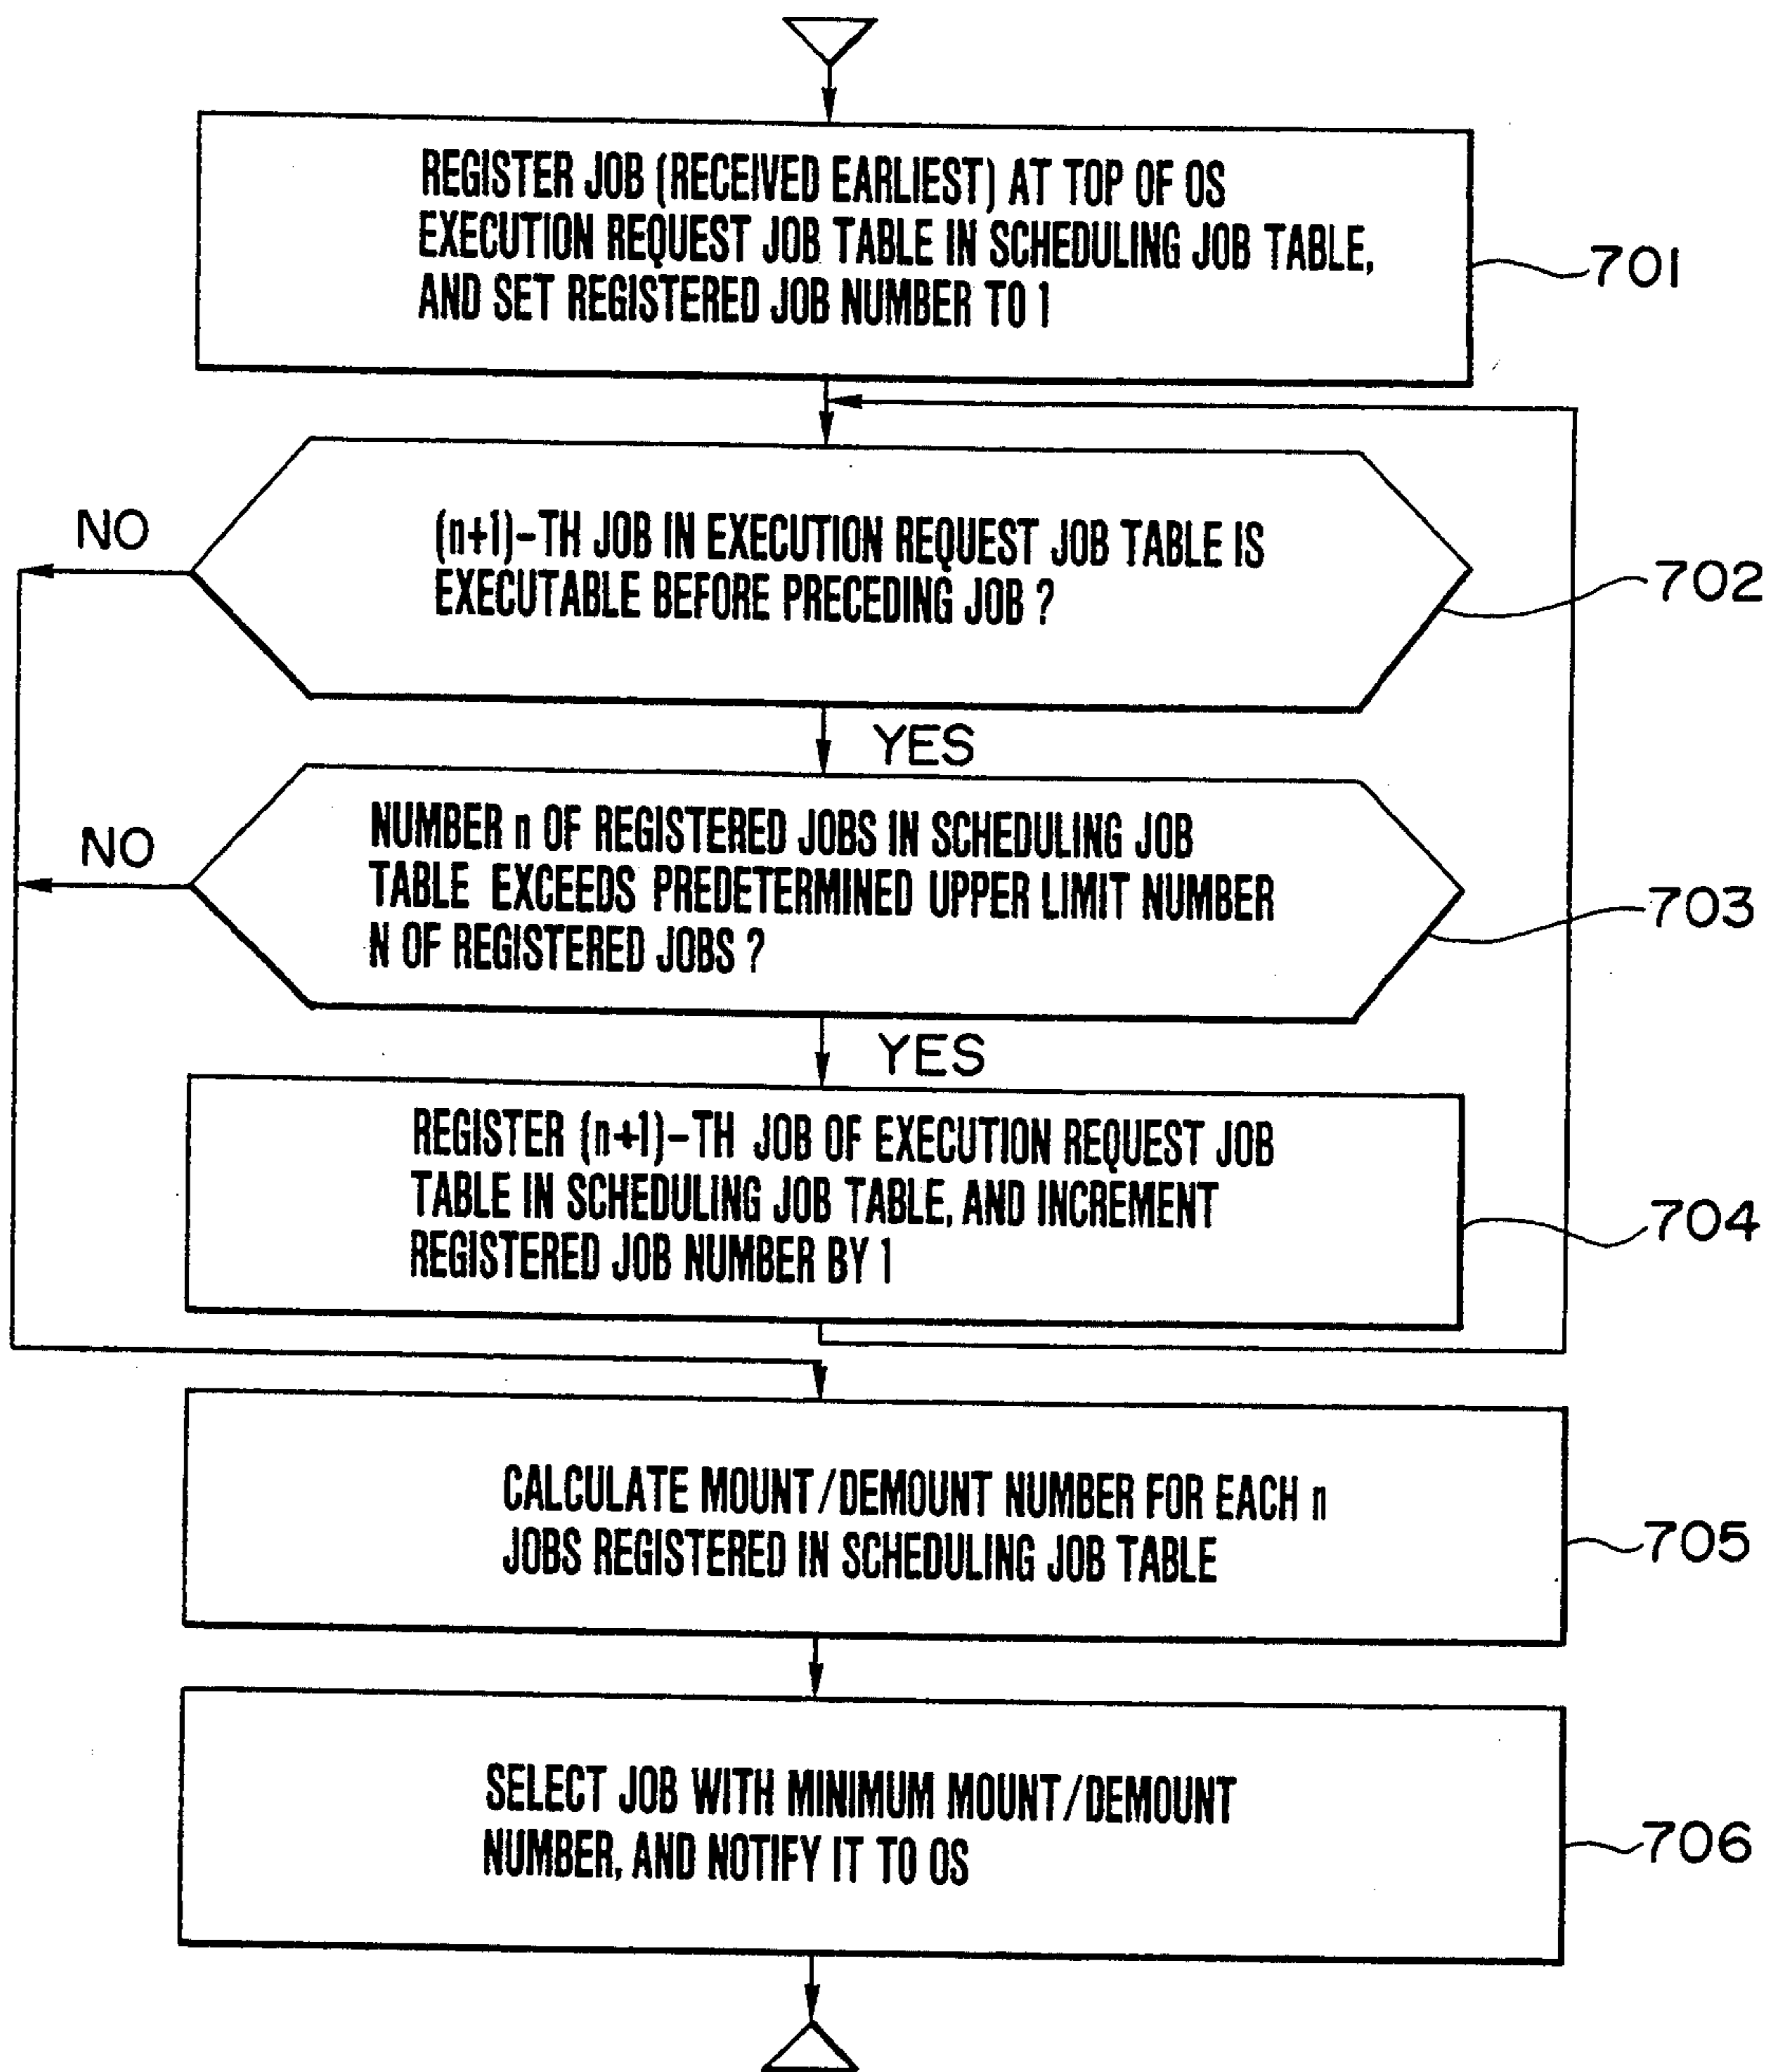 REGISTER JOB (RECEIVED EARLIEST) AT TOP OF OS
EXECUTION REQUEST JOB TABLE IN SCHEDULING JOB TABLE,
AND SET REGISTERED JOB NUMBER TO 1
701
NO
(n+1)-TH JOB IN EXECUTION REQUEST JOB TABLE IS
EXECUTABLE BEFORE PRECEDING JOB ?
702
YES
NO
NUMBER n OF REGISTERED JOBS IN SCHEDULING JOB
TABLE EXCEEDS PREDETERMINED UPPER LIMIT NUMBER
N OF REGISTERED JOBS ?
703
YES
REGISTER (n+1)-TH JOB OF EXECUTION REQUEST JOB
TABLE IN SCHEDULING JOB TABLE, AND INCREMENT
REGISTERED JOB NUMBER BY 1
704
CALCULATE MOUNT/DEMOUNT NUMBER FOR EACH n
JOBS REGISTERED IN SCHEDULING JOB TABLE
705
SELECT JOB WITH MINIMUM MOUNT/DEMOUNT
NUMBER, AND NOTIFY IT TO OS
706